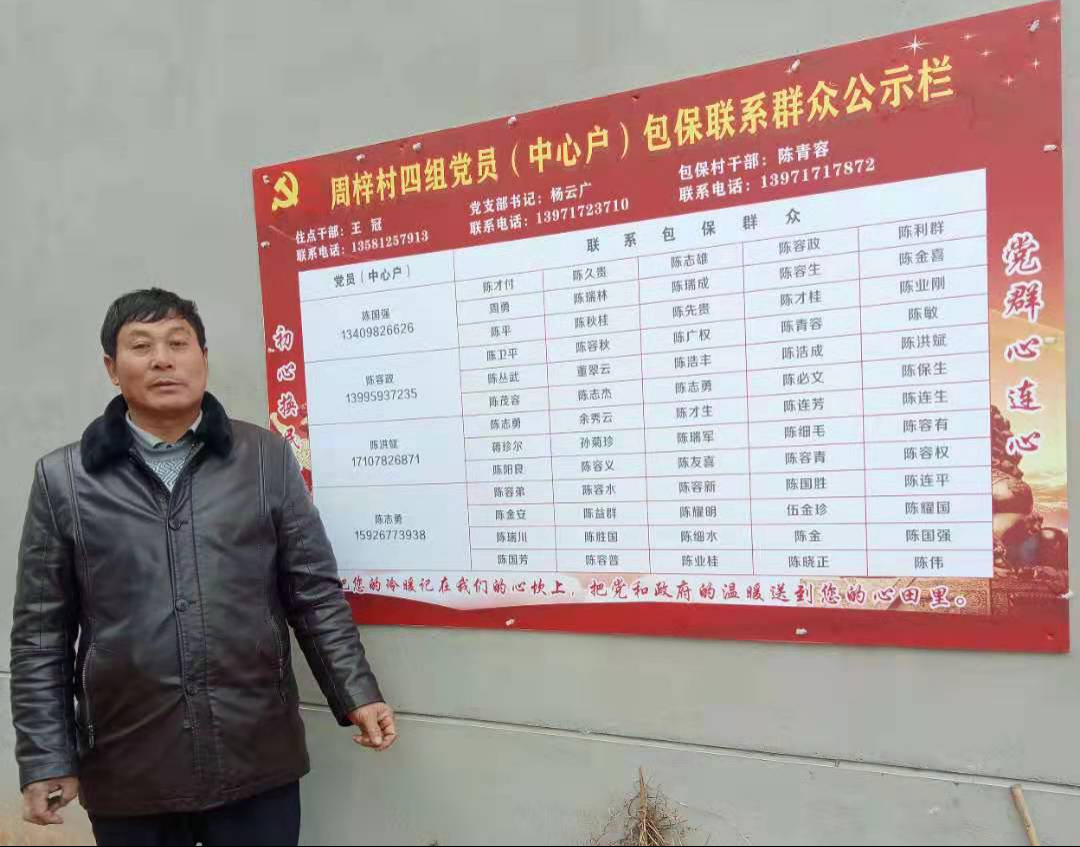 周梓村四组党员（中心户）包保联系群众公示栏
住点干部：王 冠
联系电话：13581257913
党支部书记：杨云广
联系电话：13971723710
包保村干部：陈青容
联系电话：13971717872
党员（中心户） 联系包保群众
陈国强
13409826626
陈容政
13995937235
陈洪斌
17107826871
陈志勇
15926773938
陈才付 陈久贵 陈志雄 陈容政 陈利群
周勇 陈瑞林 陈瑞成 陈容生 陈金喜
陈平 陈秋桂 陈先贵 陈才桂 陈业刚
陈卫平 陈容秋 陈广权 陈青容 陈敏
陈丛武 董翠云 陈浩丰 陈浩成 陈洪斌
陈茂容 陈志杰 陈志勇 陈必文 陈保生
陈志勇 余秀云 陈才生 陈连芳 陈连生
蒋珍尔 孙菊珍 陈瑞军 陈细毛 陈容有
陈阳良 陈容义 陈友喜 陈容青 陈容权
陈容弟 陈容水 陈容新 陈国胜 陈连平
陈金安 陈益群 陈耀明 伍金珍 陈耀国
陈瑞川 陈胜国 陈细水 陈金 陈国强
陈国芳 陈容普 陈业桂 陈晓正 陈伟
初心换民
党群心连心
把您的冷暖记在我们的心坎上，把党和政府的温暖送到您的心田里。